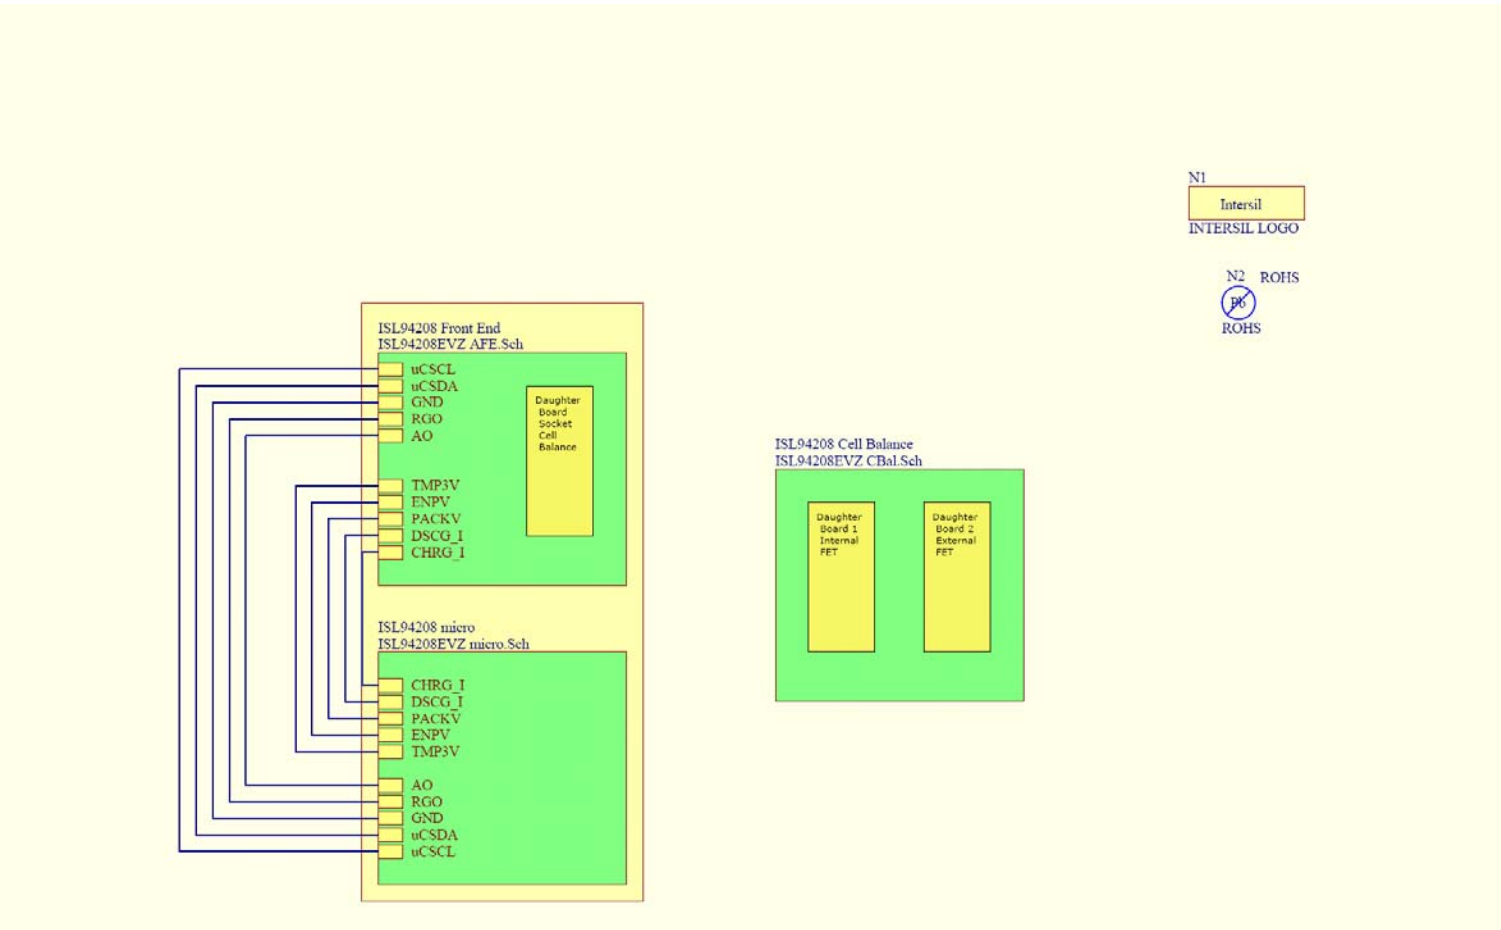 N1
Intersil
INTERSIL LOGO
N2 ROHS
Pb
ROHS
ISL94208 Front End
ISL94208EVZ AFE.Sch
uCSCL
uCSDA
GND
RGO
AO
TMP3V
ENPV
PACKV
DSCG_I
CHRG_I
Daughter
Board
Socket
Cell
Balance
ISL94208 micro
ISL94208EVZ micro.Sch
CHRG_I
DSCG_I
PACKV
ENPV
TMP3V
AO
RGO
GND
uCSDA
uCSCL
ISL94208 Cell Balance
ISL94208EVZ CBal.Sch
Daughter
Board 1
Internal
FET
Daughter
Board 2
External
FET